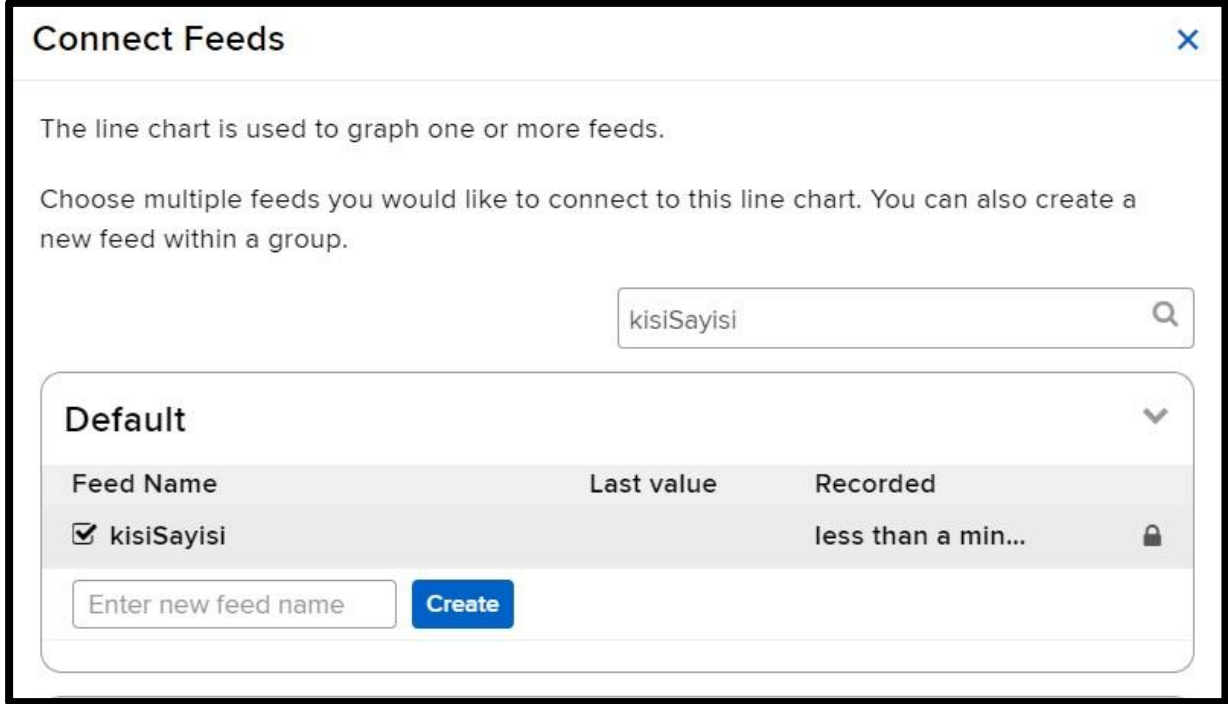 Connect Feeds
The line chart is used to graph one or more feeds.
Choose multiple feeds you would like to connect to this line chart. You can also create a
new feed within a group.
kisiSayisi
Default
Feed Name Last value Recorded
kisiSayisi less than a min...
Enter new feed name Create